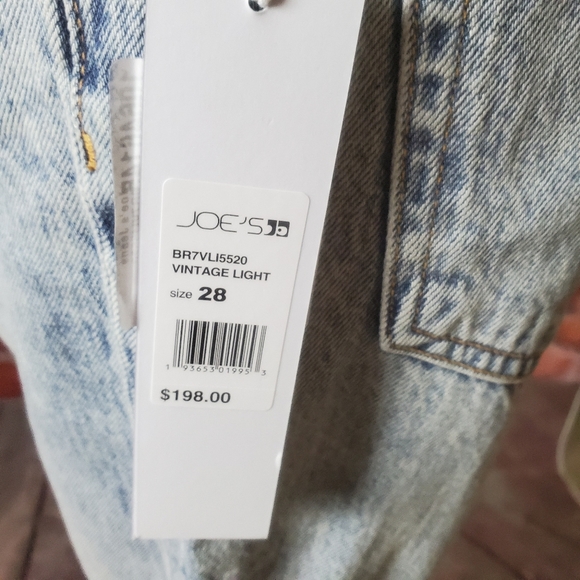 JOE'S
BR7VLI5520
VINTAGE LIGHT
size 28
1 93653 01995 3
$198.00